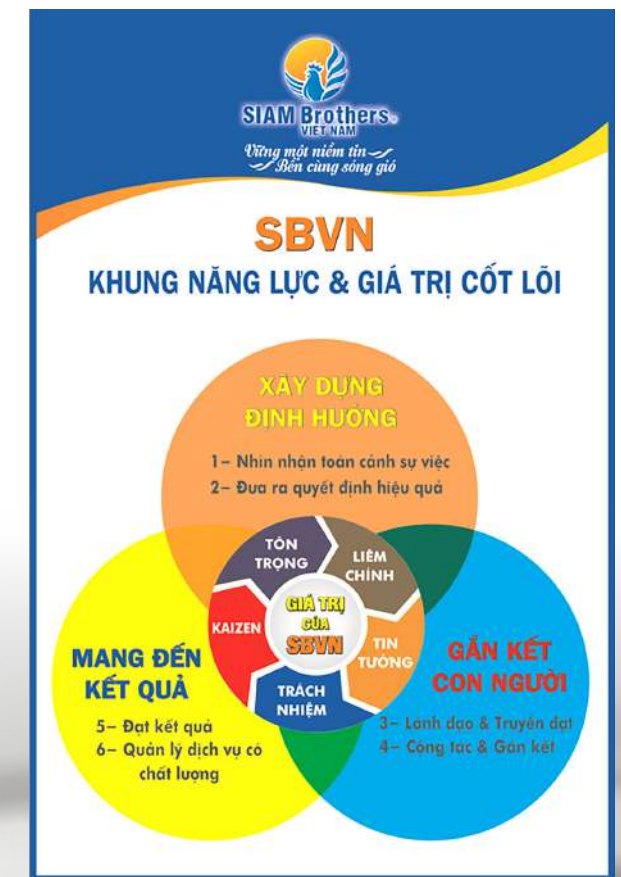 SIAM Brothers
VIET NAM
Vững một niềm tin
Bền cùng sóng gió
SBVN
KHUNG NĂNG LỰC & GIÁ TRỊ CỐT LÕI
XÂY DỰNG
ĐỊNH HƯỚNG
1– Nhìn nhận toàn cảnh sự việc
2– Đưa ra quyết định hiệu quả
TÔN
TRỌNG
LIÊM
CHÍNH
KAIZEN
GIÁ TRỊ
CỦA
SBVN
TIN
TƯỞNG
TRÁCH
NHIỆM
MANG ĐẾN
KẾT QUẢ
5– Đạt kết quả
6– Quản lý dịch vụ có
chất lượng
GẮN KẾT
CON NGƯỜI
3– Lãnh đạo & Truyền đạt
4– Cộng tác & Gắn kết